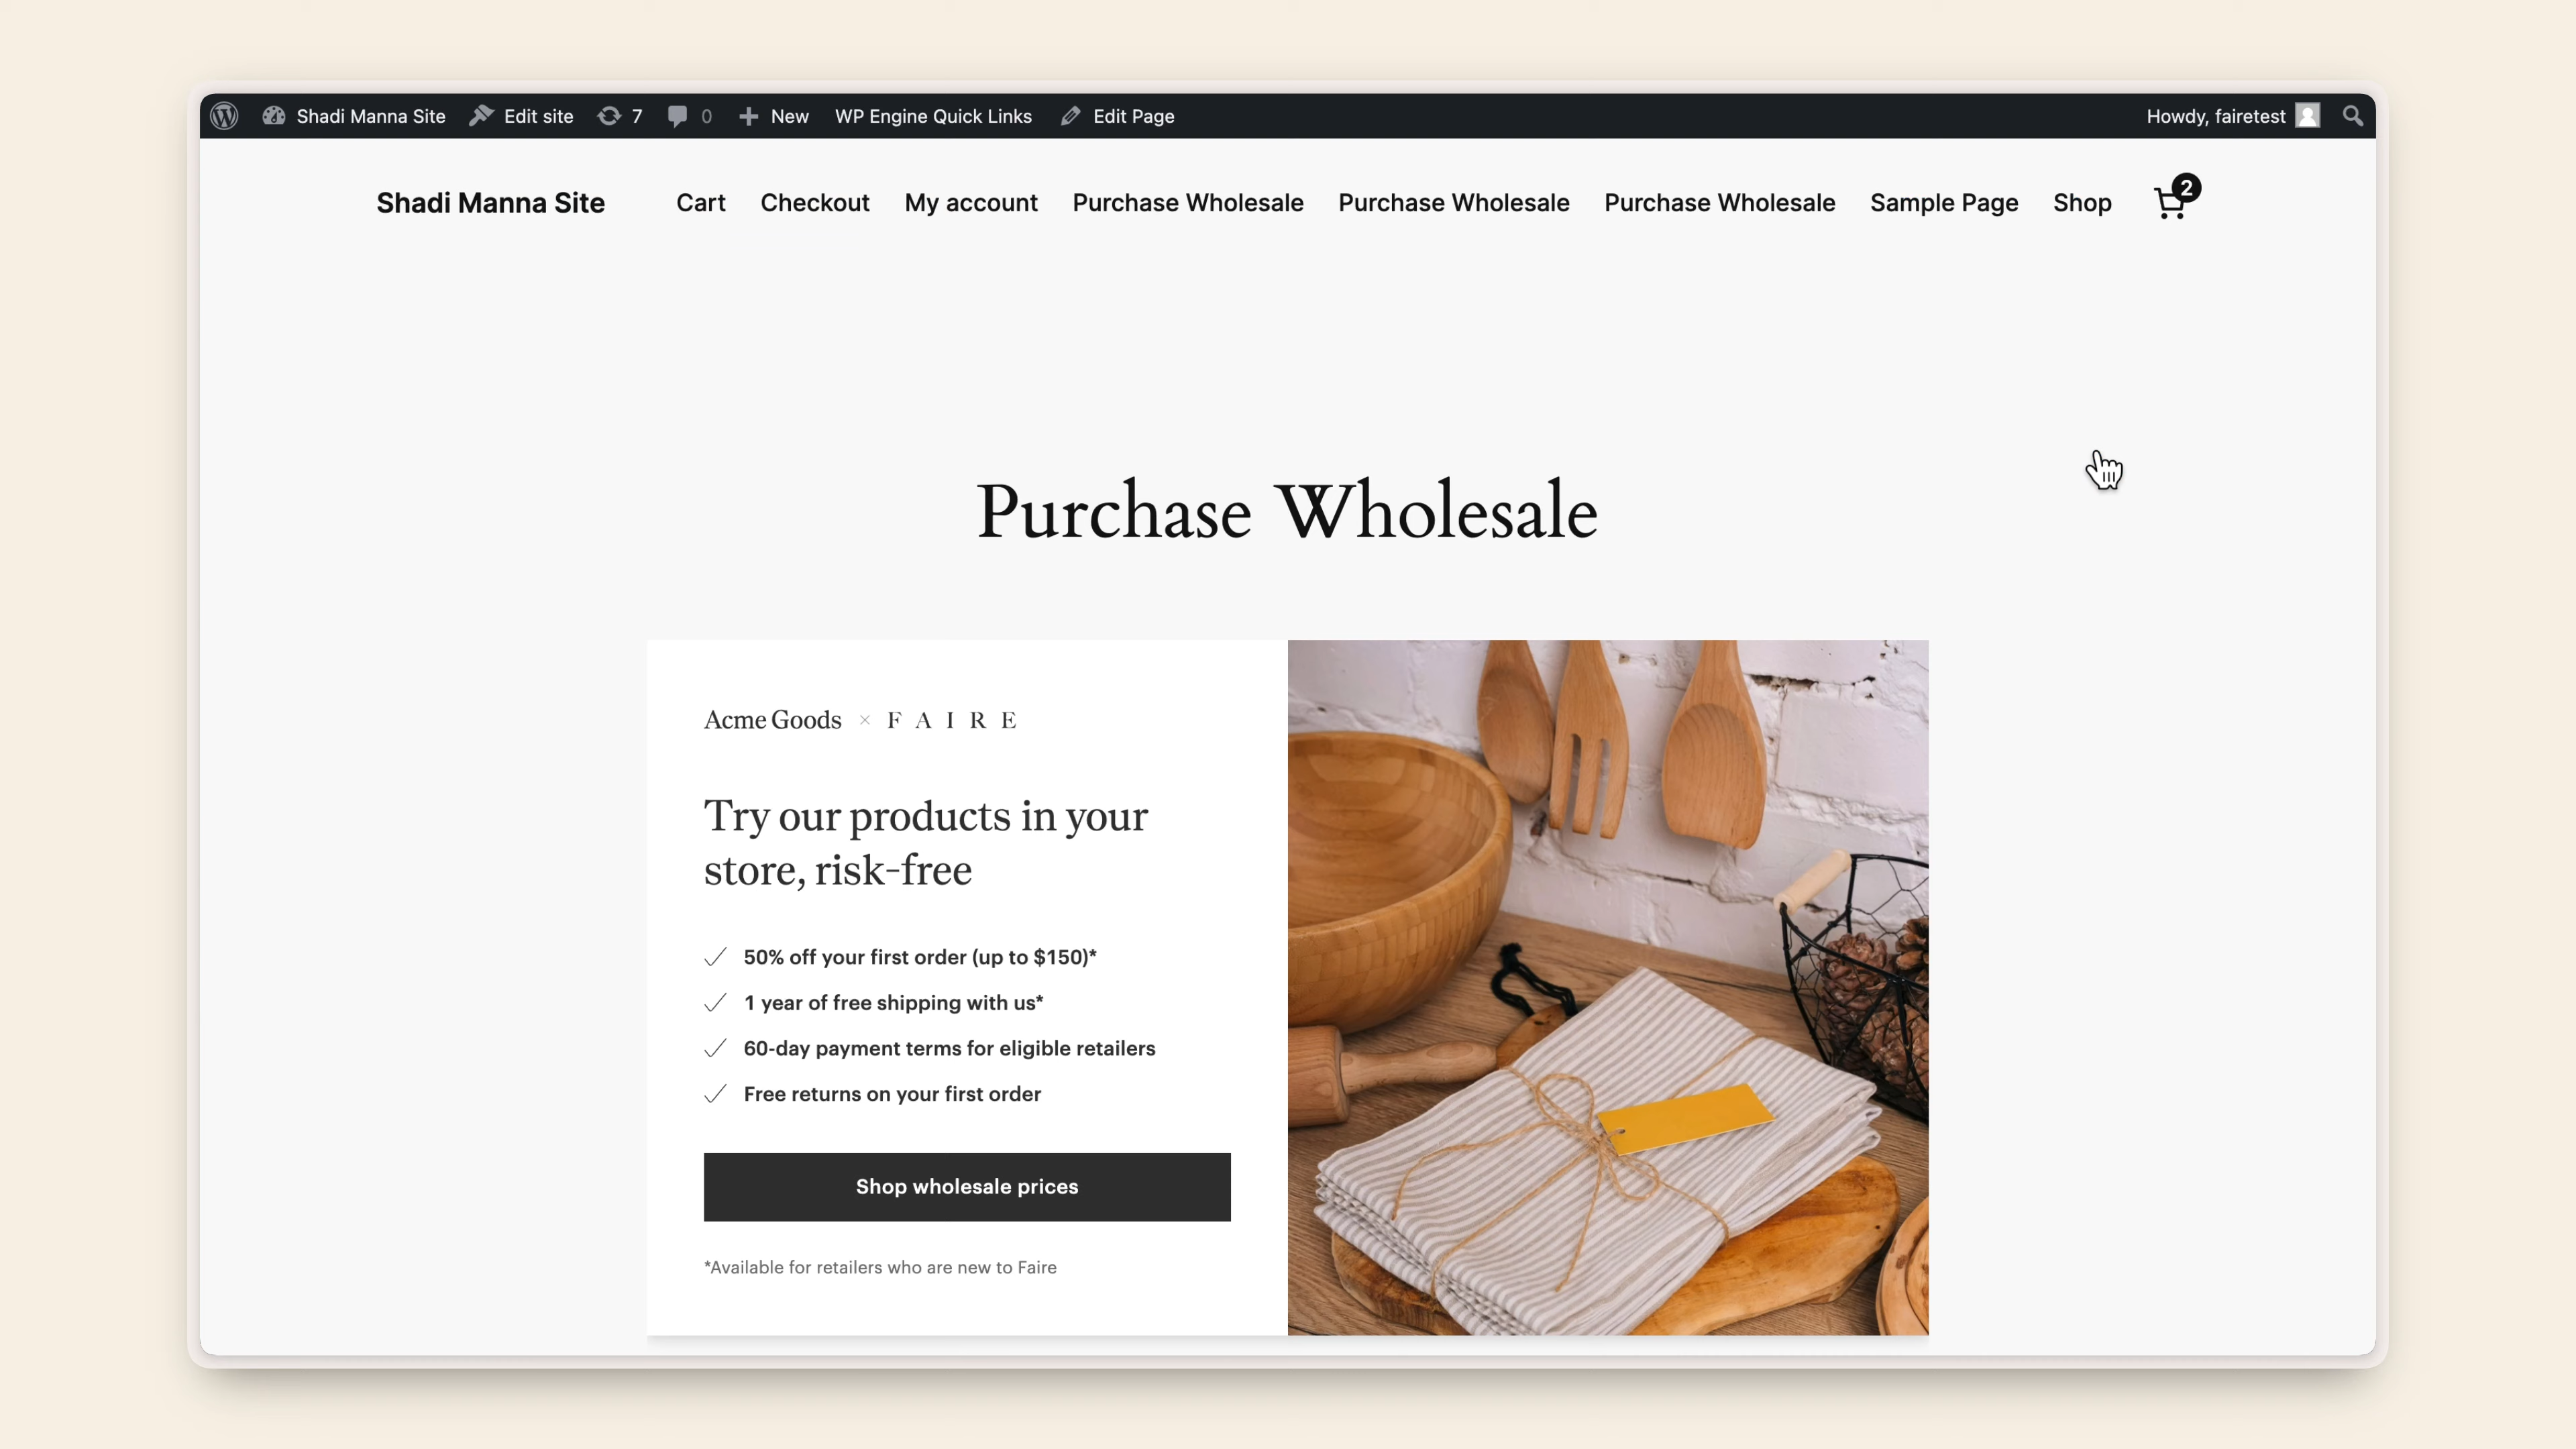 Shadi Manna Site Edit site 7 0 New WP Engine Quick Links Edit Page Howdy, fairetest
Shadi Manna Site Cart Checkout My account Purchase Wholesale Purchase Wholesale Purchase Wholesale Sample Page Shop 2
Purchase Wholesale
Acme Goods × FAIRE
Try our products in your
store, risk-free
50% off your first order (up to $150)*
1 year of free shipping with us*
60-day payment terms for eligible retailers
Free returns on your first order
Shop wholesale prices
*Available for retailers who are new to Faire